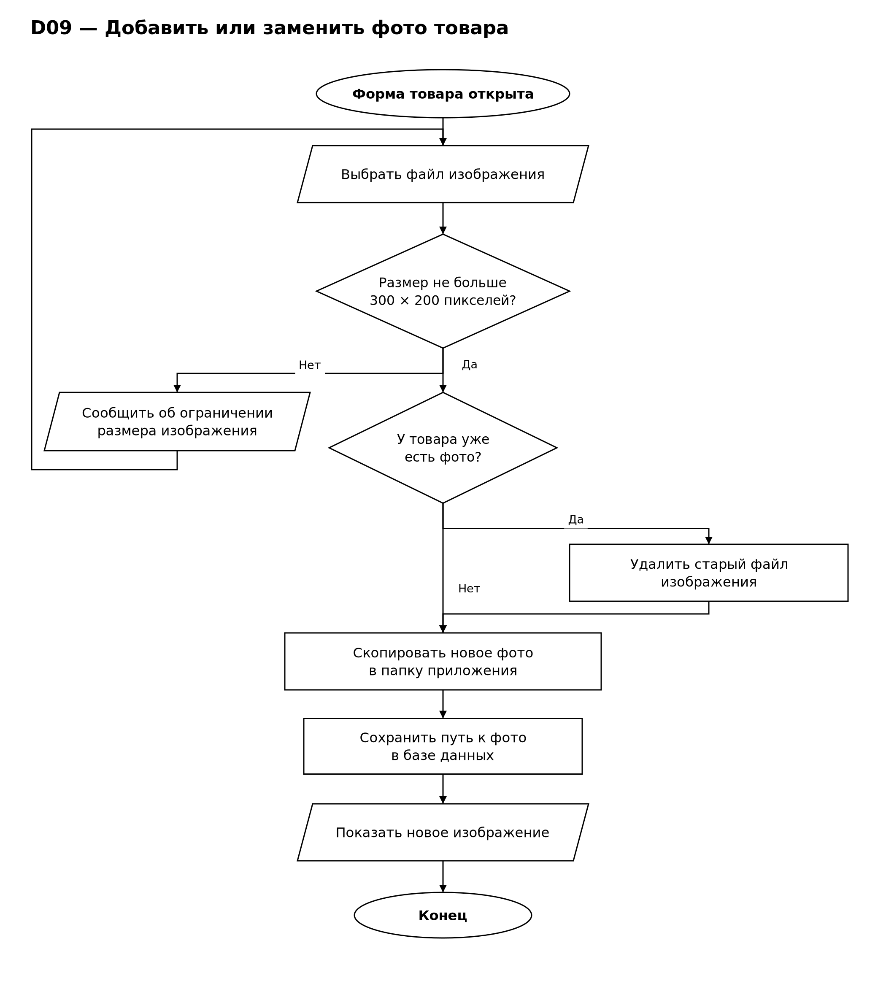 D09 — Добавить или заменить фото товара
Форма товара открыта
Выбрать файл изображения
Размер не больше
300 × 200 пикселей?
Нет
Да
Сообщить об ограничении
размера изображения
У товара уже
есть фото?
Да
Удалить старый файл
изображения
Нет
Скопировать новое фото
в папку приложения
Сохранить путь к фото
в базе данных
Показать новое изображение
Конец